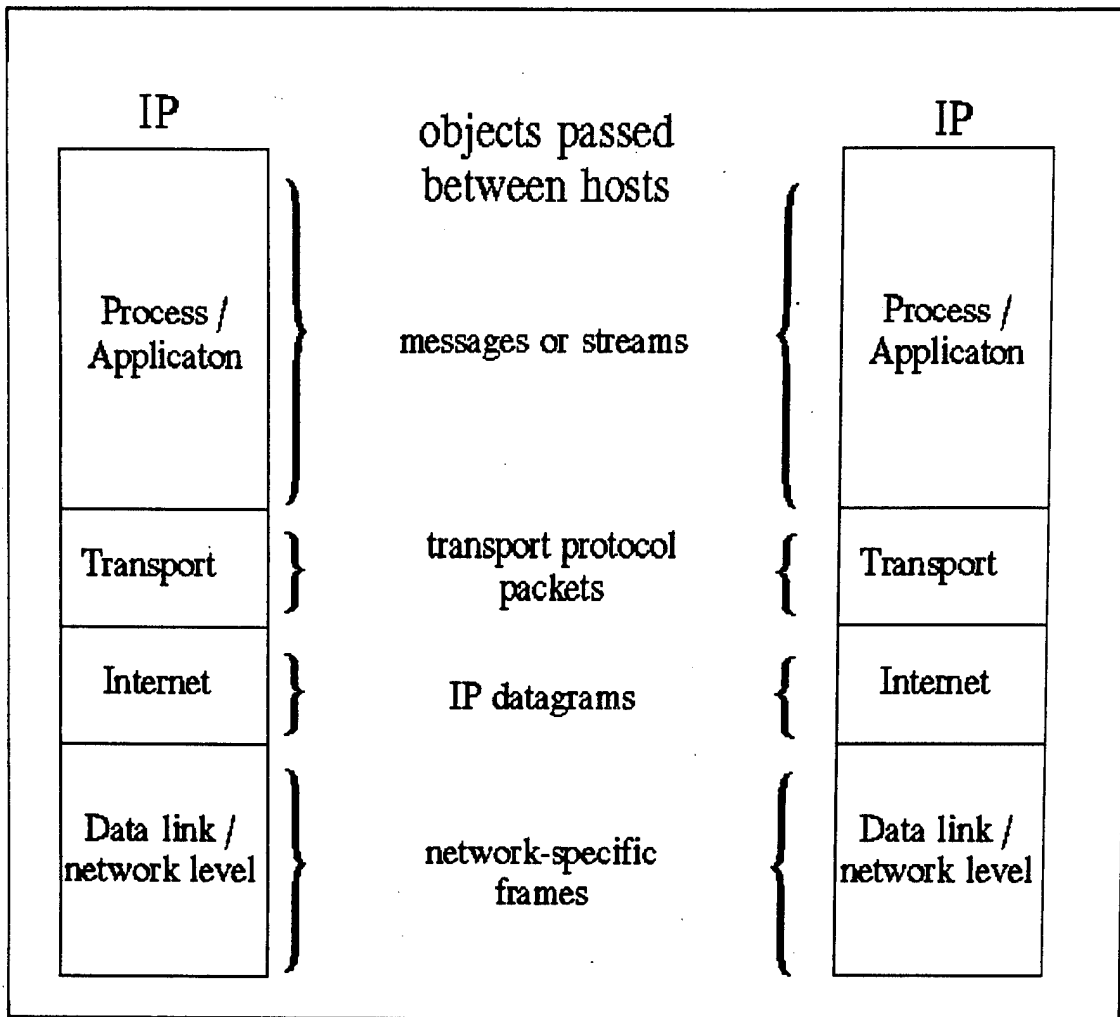 IP
objects passed
between hosts
IP
Process /
Applicaton
messages or streams
Process /
Applicaton
Transport
transport protocol
packets
Transport
Internet
IP datagrams
Internet
Data link /
network level
network-specific
frames
Data link /
network level